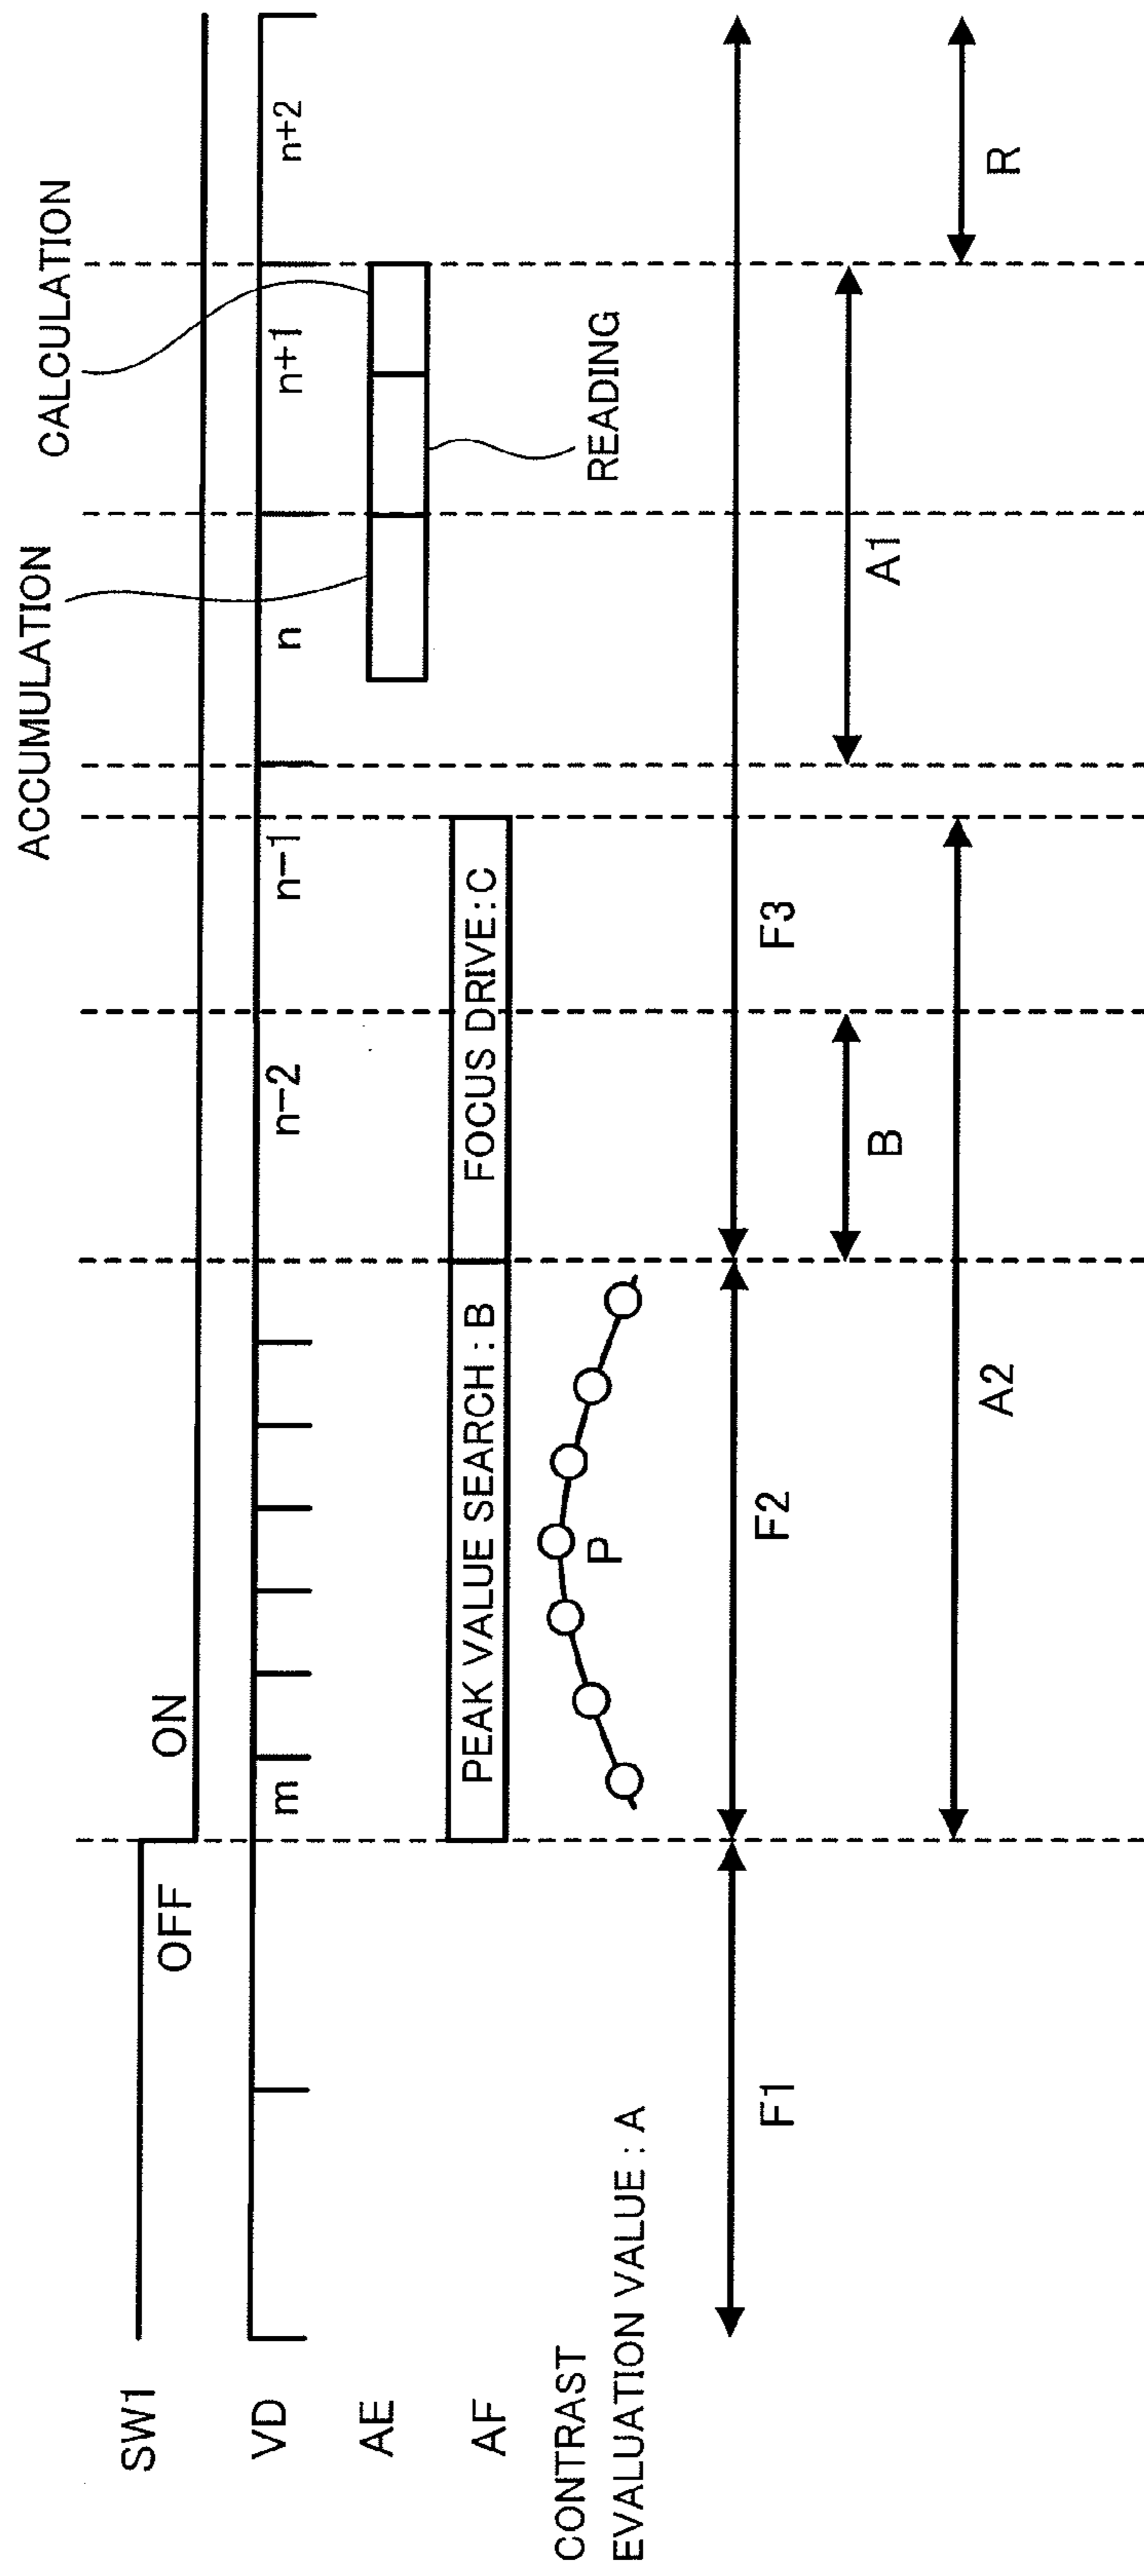 ACCUMULATION
CALCULATION
SW1
OFF
ON
VD
m
n-2
n-1
n
n+1
n+2
AE
READING
AF
PEAK VALUE SEARCH : B
FOCUS DRIVE : C
CONTRAST
EVALUATION VALUE : A
P
F1
F2
F3
B
A1
A2
R